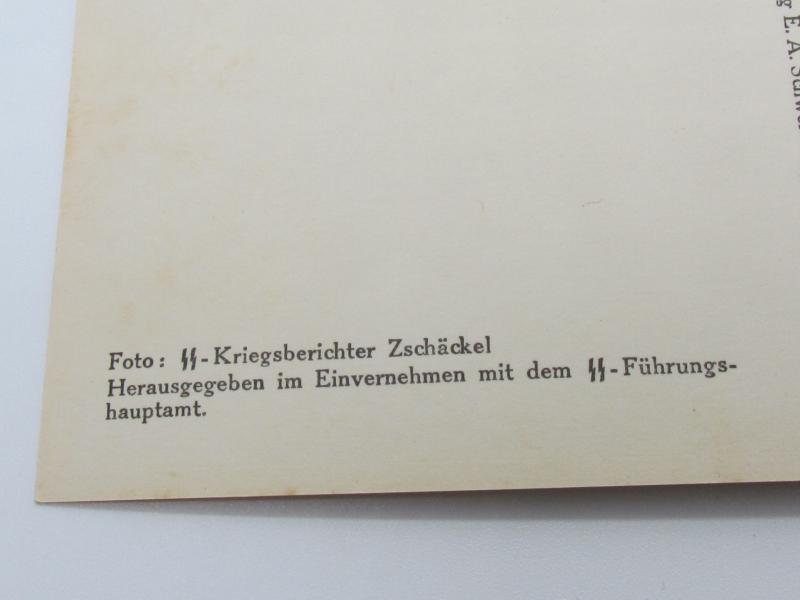 Foto: ᛋᛋ-Kriegsberichter Zschäckel
Herausgegeben im Einvernehmen mit dem ᛋᛋ-Führungs-
hauptamt.
E. A.